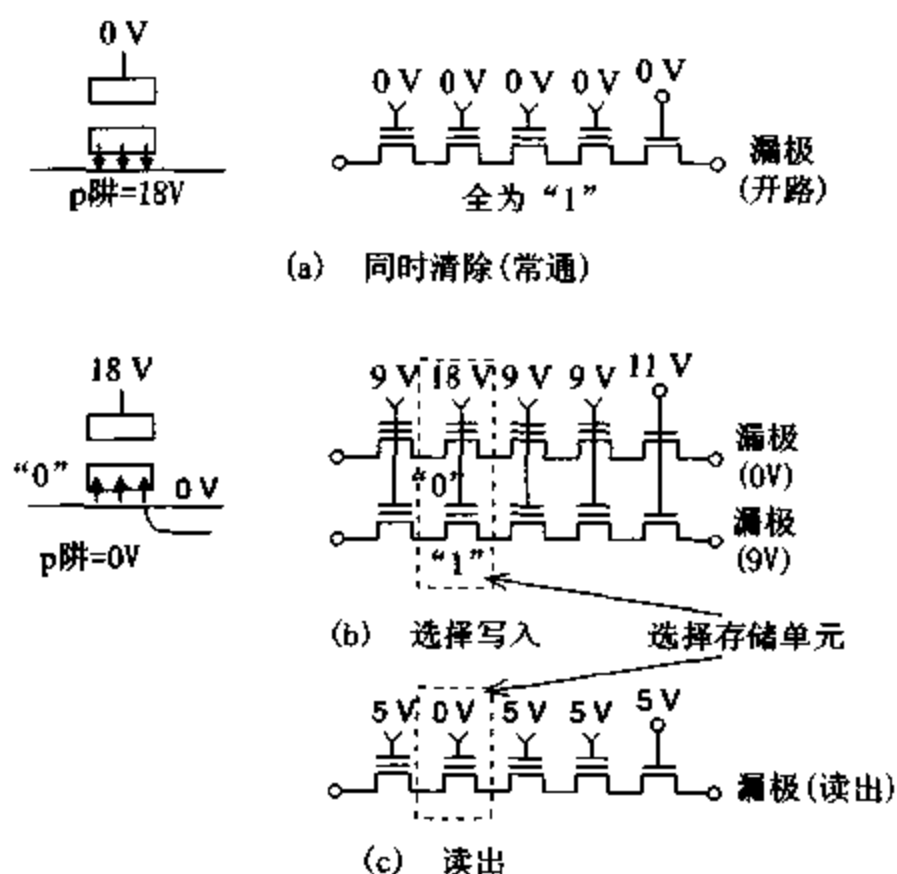 0 V
0 V 0 V 0 V 0 V 0 V
p阱=18V
全为“1”
漏极
(开路)
(a) 同时清除(常通)
18 V
“0”
0 V
p阱=0V
9 V 18 V 9 V 9 V 11 V
“0”
漏极
(0V)
“1”
漏极
(9V)
(b) 选择写入
选择存储单元
5 V 0 V 5 V 5 V 5 V
漏极(读出)
(c) 读出